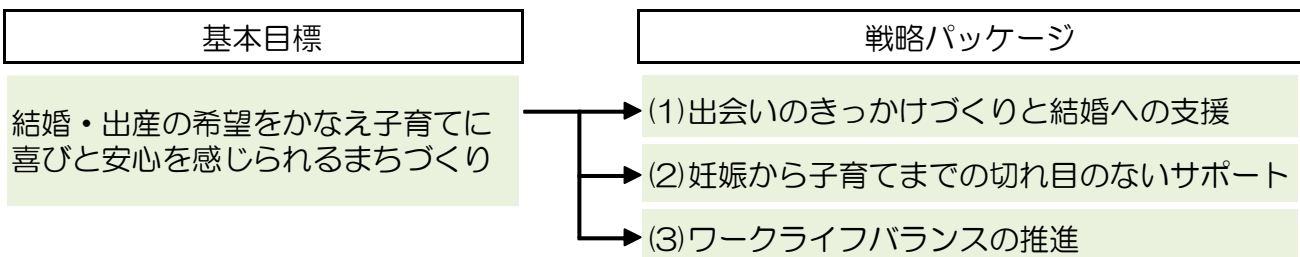 基本目標
戦略パッケージ
結婚・出産の希望をかなえ子育てに
喜びと安心を感じられるまちづくり
(1)出会いのきっかけづくりと結婚への支援
(2)妊娠から子育てまでの切れ目のないサポート
(3)ワークライフバランスの推進